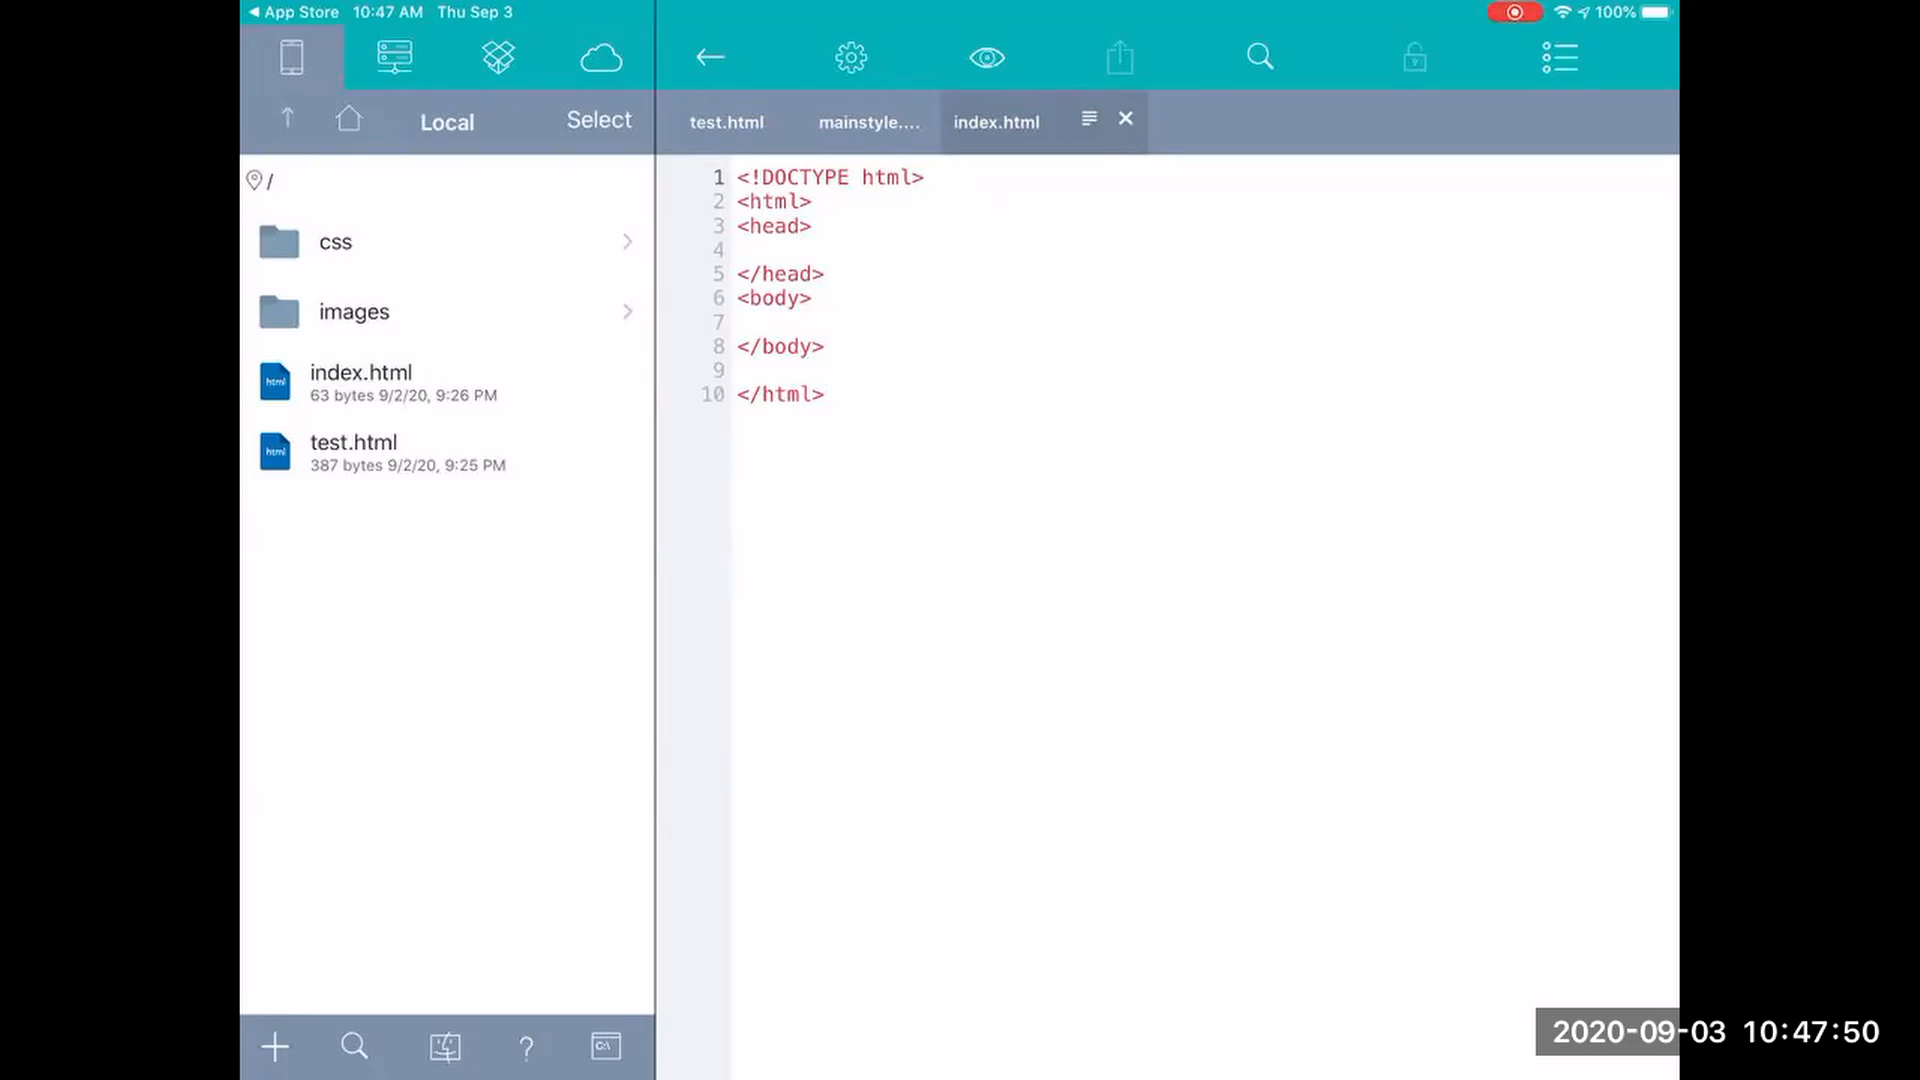 ◀ App Store 10:47 AM Thu Sep 3
100%
Local
Select
test.html
mainstyle....
index.html
/
css
images
html
index.html
63 bytes 9/2/20, 9:26 PM
html
test.html
387 bytes 9/2/20, 9:25 PM
1 <!DOCTYPE html>
2 <html>
3 <head>
4
5 </head>
6 <body>
7
8 </body>
9
10 </html>
?
C:\
2020-09-03 10:47:50